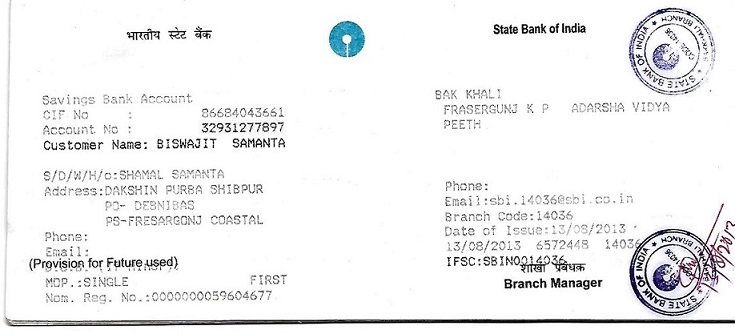 भारतीय स्टेट बैंक
Savings Bank Account
CIF No : 86684043661
Account No : 32931277897
Customer Name: BISWAJIT SAMANTA
S/D/W/H/o:SHAMAL SAMANTA
Address:DAKSHIN PURBA SHIBPUR
PO- DEBNIBAS
PS-FRESARGONJ COASTAL
Phone:
Email:
(Provision for Future used)
MOP.:SINGLE FIRST
Nom. Reg. No.:0000000059604677
State Bank of India
STATE BANK OF INDIA
BRANCH
CODE-14036
BAK KHALI
FRASERGUNJ K P ADARSHA VIDYA
PEETH
Phone:
Email:sbi.14036@sbi.co.in
Branch Code:14036
Date of Issue:13/08/2013
13/08/2013 6572448 14036
IFSC:SBIN0014036
शाखा प्रबंधक
Branch Manager
STATE BANK OF INDIA
BRANCH